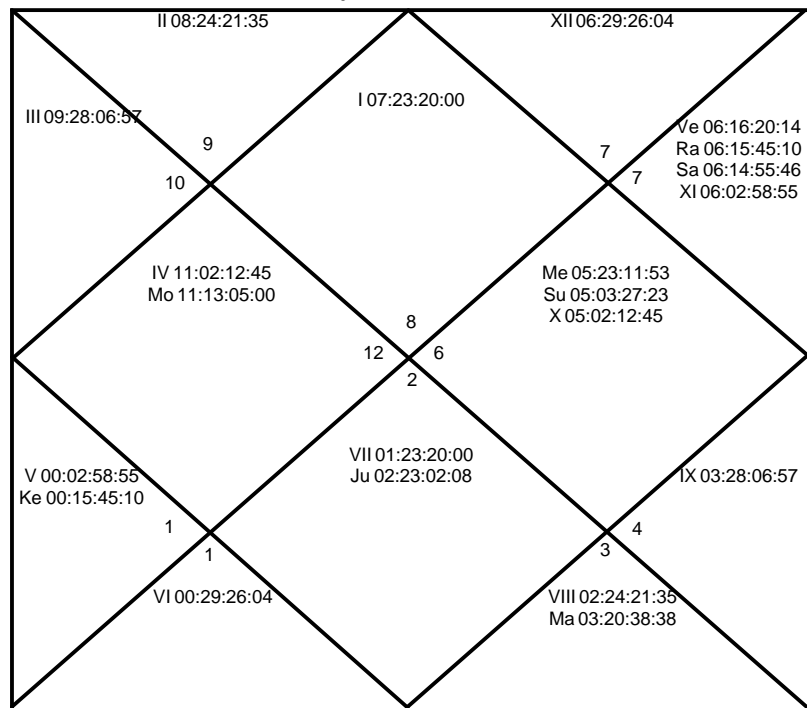 II 08:24:21:35
XII 06:29:26:04
I 07:23:20:00
III 09:28:06:57
Ve 06:16:20:14
Ra 06:15:45:10
Sa 06:14:55:46
XI 06:02:58:55
9
10
7
7
IV 11:02:12:45
Mo 11:13:05:00
Me 05:23:11:53
Su 05:03:27:23
X 05:02:12:45
8
12
6
2
VII 01:23:20:00
Ju 02:23:02:08
V 00:02:58:55
Ke 00:15:45:10
IX 03:28:06:57
1
1
4
3
VI 00:29:26:04
VIII 02:24:21:35
Ma 03:20:38:38